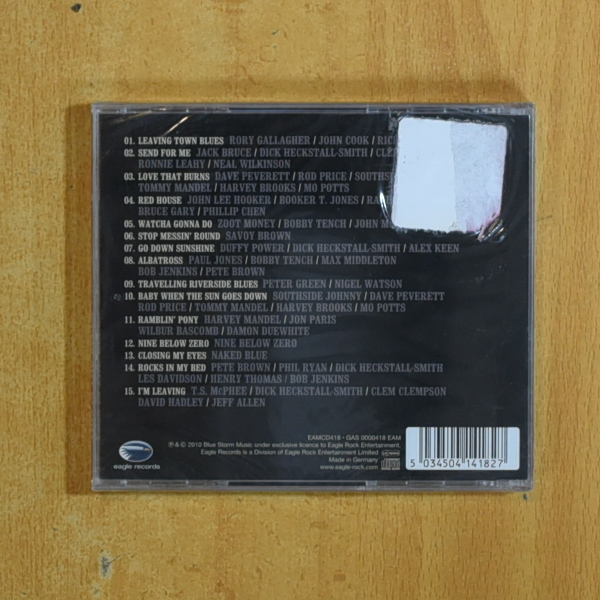 01. LEAVING TOWN BLUES RORY GALLAGHER / JOHN COOK /
02. SEND FOR ME JACK BRUCE / DICK HECKSTALL-SMITH /
RONNIE LEAHY / NEAL WILKINSON
03. LOVE THAT BURNS DAVE PEVERETT / ROD PRICE /
TOMMY MANDEL / HARVEY BROOKS / MO POTTS
04. RED HOUSE JOHN LEE HOOKER / BOOKER T. JONES /
BRUCE GARY / PHILLIP CHEN
05. WATCHA GONNA DO ZOOT MONEY / BOBBY TENCH / JOHN
06. STOP MESSIN' ROUND SAVOY BROWN
07. GO DOWN SUNSHINE DUFFY POWER / DICK HECKSTALL-SMITH / ALEX KEEN
08. ALBATROSS PAUL JONES / BOBBY TENCH / MAX MIDDLETON
BOB JENKINS / PETE BROWN
09. TRAVELLING RIVERSIDE BLUES PETER GREEN / NIGEL WATSON
10. BABY WHEN THE SUN GOES DOWN SOUTHSIDE JOHNNY / DAVE PEVERETT
ROD PRICE / TOMMY MANDEL / HARVEY BROOKS / MO POTTS
11. RAMBLIN' PONY HARVEY MANDEL / JON PARIS
WILBUR BASCOMB / DAMON DUEWHITE
12. NINE BELOW ZERO NINE BELOW ZERO
13. CLOSING MY EYES NAKED BLUE
14. ROCKS IN MY BED PETE BROWN / PHIL RYAN / DICK HECKSTALL-SMITH
LES DAVIDSON / HENRY THOMAS / BOB JENKINS
15. I'M LEAVING T.S. McPHEE / DICK HECKSTALL-SMITH / CLEM CLEMPSON
DAVID HADLEY / JEFF ALLEN
EAMCD418 - GAS 0000418 EAM
℗ & © 2010 Blue Storm Music under exclusive licence to Eagle Rock Entertainment.
Eagle Records is a Division of Eagle Rock Entertainment Limited
Made in Germany
www.eagle-rock.com
eagle records
5 034504 141827